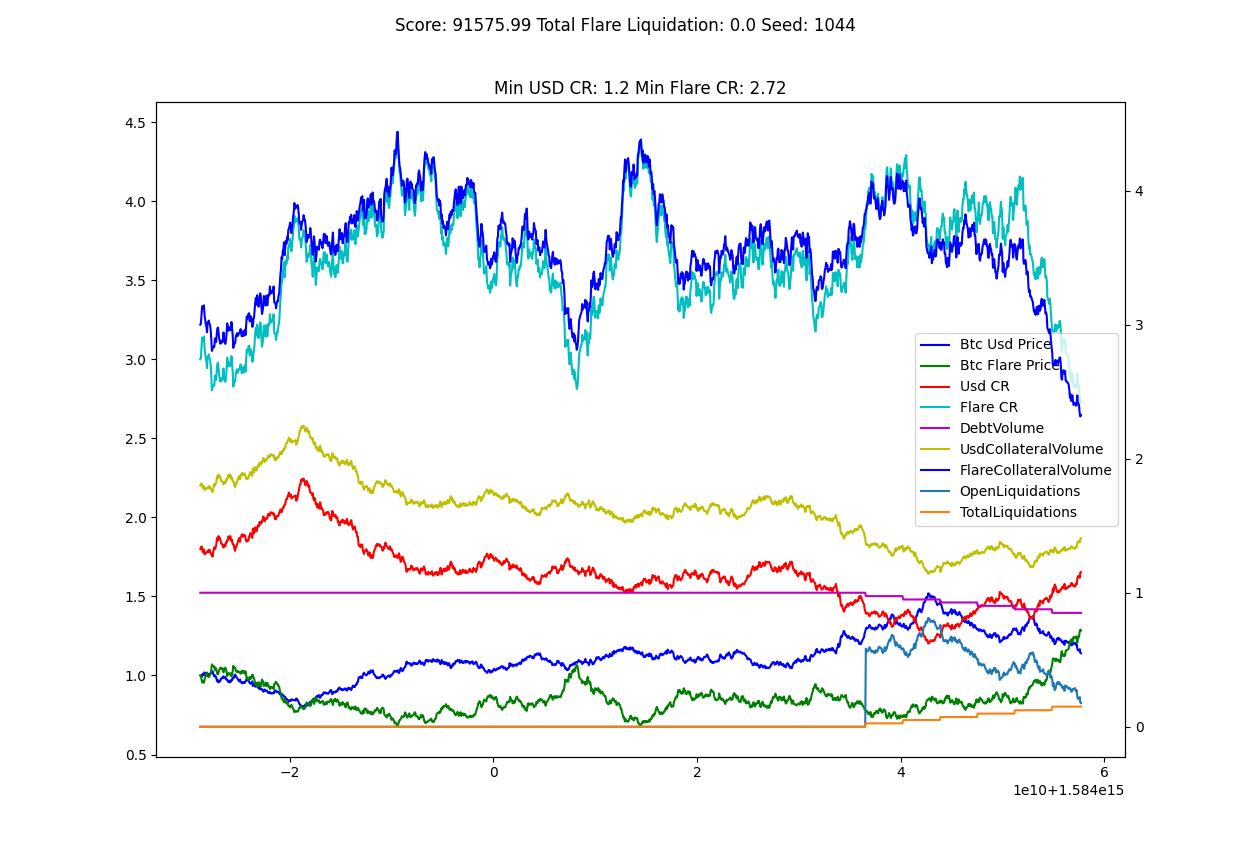 Score: 91575.99 Total Flare Liquidation: 0.0 Seed: 1044
Min USD CR: 1.2 Min Flare CR: 2.72
4.5
4.0
3.5
3.0
2.5
2.0
1.5
1.0
0.5
4
3
2
1
0
Btc Usd Price
Btc Flare Price
Usd CR
Flare CR
DebtVolume
UsdCollateralVolume
FlareCollateralVolume
OpenLiquidations
TotalLiquidations
−2 0 2 4 6
1e10+1.584e15